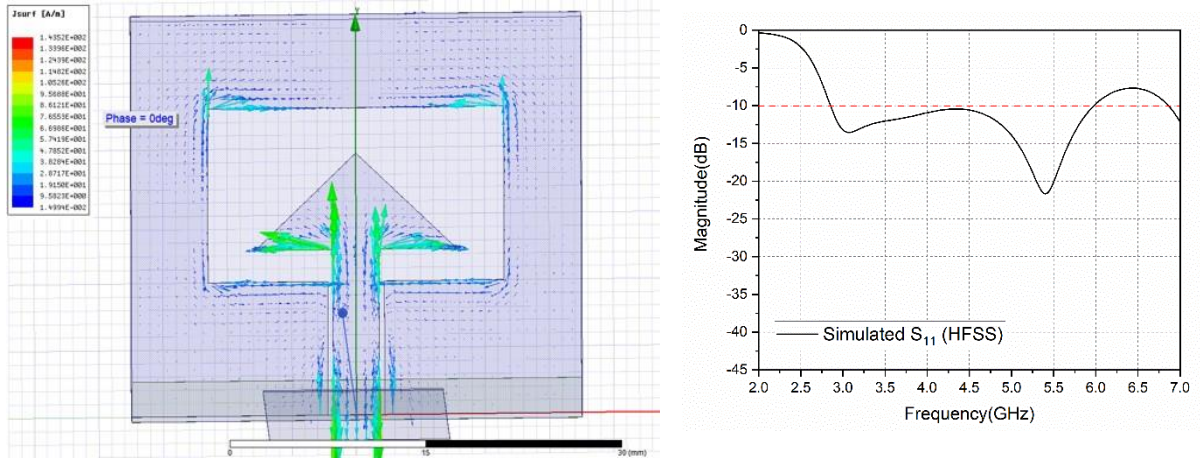 Jsurf [A/m]
1.4352E+002
1.3396E+002
1.2439E+002
1.1482E+002
1.0526E+002
9.5688E+001
8.6121E+001
7.6553E+001
6.6986E+001
5.7419E+001
4.7852E+001
3.8284E+001
2.8717E+001
1.9150E+001
9.5823E+000
1.4994E-002
Phase = 0deg
Y
0 15 30 (mm)
0
-5
-10
-15
-20
-25
-30
-35
-40
-45
Magnitude(dB)
Simulated S11 (HFSS)
2.0 2.5 3.0 3.5 4.0 4.5 5.0 5.5 6.0 6.5 7.0
Frequency(GHz)